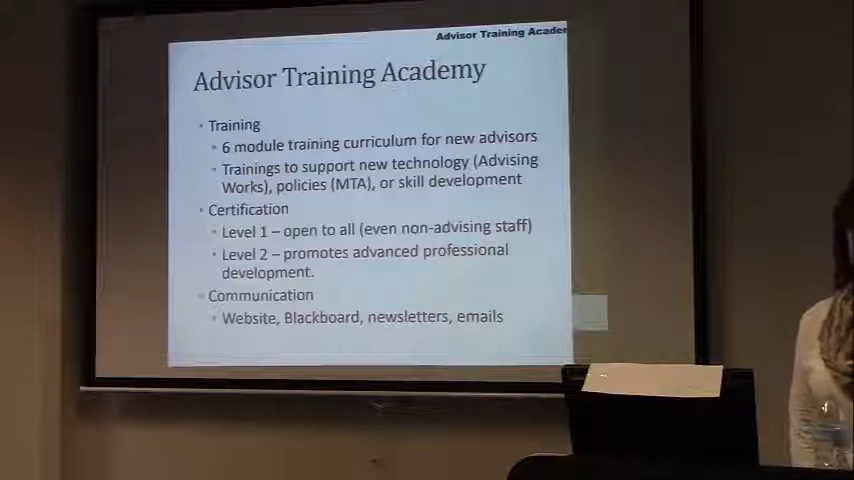 Advisor Training Acader
Advisor Training Academy
• Training
• 6 module training curriculum for new advisors
• Trainings to support new technology (Advising
Works), policies (MTA), or skill development
• Certification
• Level 1 – open to all (even non-advising staff)
• Level 2 – promotes advanced professional
development.
• Communication
• Website, Blackboard, newsletters, emails